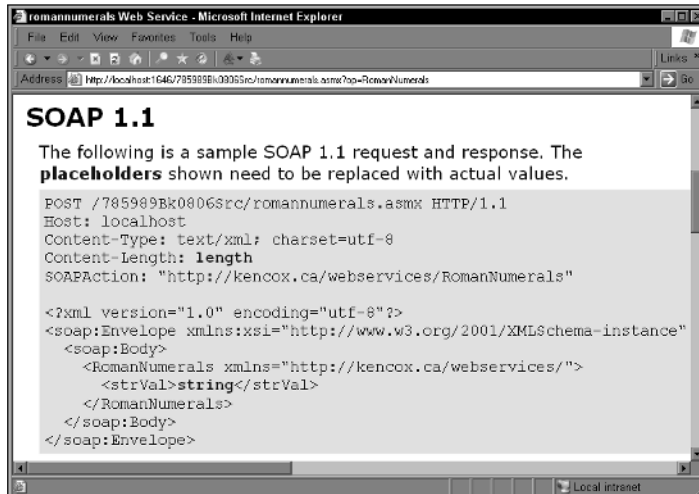 romannumerals Web Service - Microsoft Internet Explorer
File Edit View Favorites Tools Help
Links
Address http://localhost:1646/785989Bk0806Src/romannumerals.asmx?op=RomanNumerals Go
SOAP 1.1
The following is a sample SOAP 1.1 request and response. The
placeholders shown need to be replaced with actual values.
POST /785989Bk0806Src/romannumerals.asmx HTTP/1.1
Host: localhost
Content-Type: text/xml; charset=utf-8
Content-Length: length
SOAPAction: "http://kencox.ca/webservices/RomanNumerals"
<?xml version="1.0" encoding="utf-8"?>
<soap:Envelope xmlns:xsi="http://www.w3.org/2001/XMLSchema-instance"
<soap:Body>
<RomanNumerals xmlns="http://kencox.ca/webservices/">
<strVal>string</strVal>
</RomanNumerals>
</soap:Body>
</soap:Envelope>
Local intranet